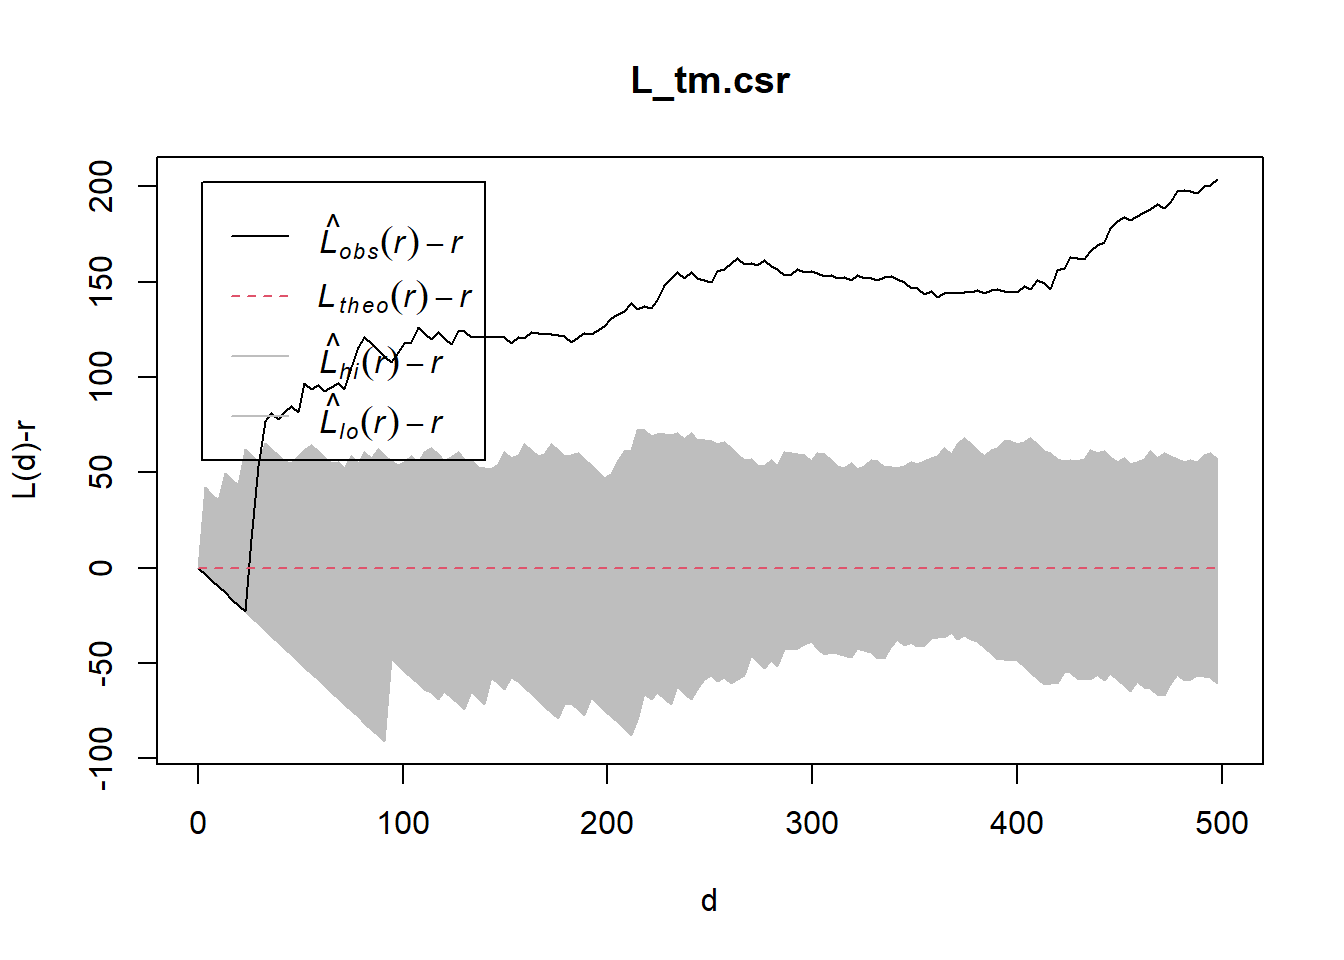 L_tm.csr
L̂obs(r) − r
Ltheo(r) − r
L̂hi(r) − r
L̂lo(r) − r
L(d)-r
200
150
100
50
0
-50
-100
0 100 200 300 400 500
d